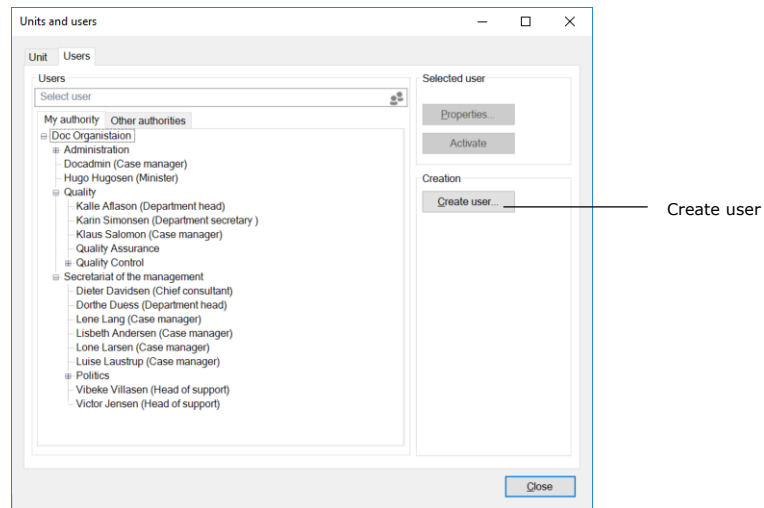 Units and users
Unit Users
Users
Select user
My authority Other authorities
Doc Organistaion
Administration
Docadmin (Case manager)
Hugo Hugosen (Minister)
Quality
Kalle Aflason (Department head)
Karin Simonsen (Department secretary )
Klaus Salomon (Case manager)
Quality Assurance
Quality Control
Secretariat of the management
Dieter Davidsen (Chief consultant)
Dorthe Duess (Department head)
Lene Lang (Case manager)
Lisbeth Andersen (Case manager)
Lone Larsen (Case manager)
Luise Laustrup (Case manager)
Politics
Vibeke Villasen (Head of support)
Victor Jensen (Head of support)
Selected user
Properties...
Activate
Creation
Create user...
Create user
Close